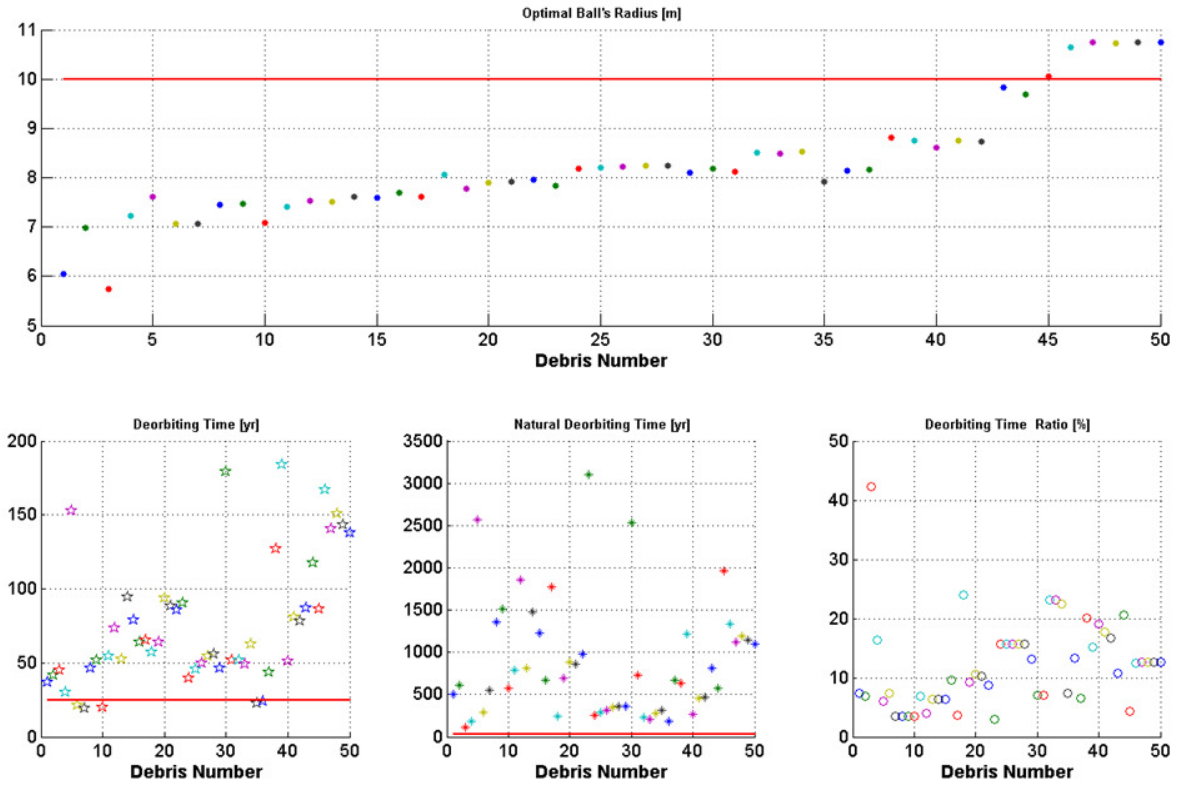 Optimal Ball's Radius [m]
11
10
9
8
7
6
5
0 5 10 15 20 25 30 35 40 45 50
Debris Number
Deorbiting Time [yr]
200
150
100
50
0
0 10 20 30 40 50
Debris Number
Natural Deorbiting Time [yr]
3500
3000
2500
2000
1500
1000
500
0
0 10 20 30 40 50
Debris Number
Deorbiting Time Ratio [%]
50
40
30
20
10
0
0 10 20 30 40 50
Debris Number